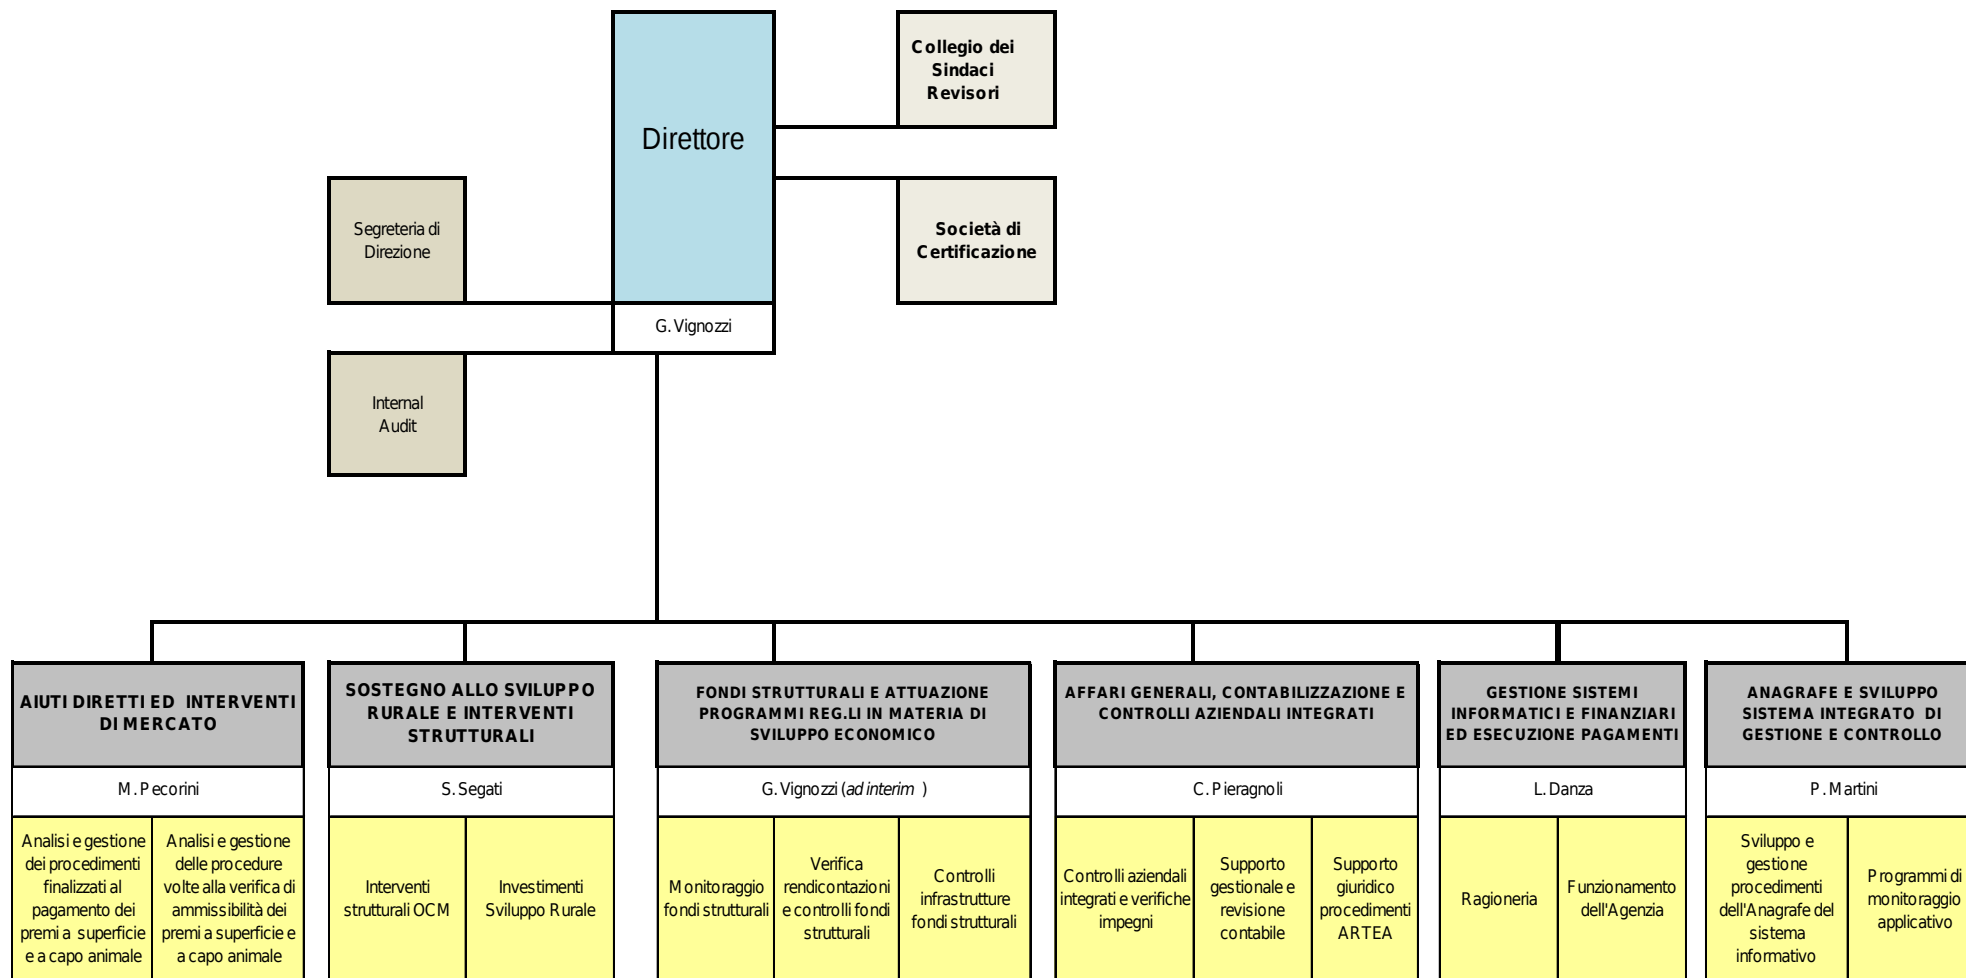 Direttore
G. Vignozzi
Collegio dei
Sindaci
Revisori
Società di
Certificazione
Segreteria di
Direzione
Internal
Audit
AIUTI DIRETTI ED INTERVENTI
DI MERCATO
M. Pecorini
Analisi e gestione
dei procedimenti
finalizzati al
pagamento dei
premi a superficie
e a capo animale
Analisi e gestione
delle procedure
volte alla verifica di
ammissibilità dei
premi a superficie e
a capo animale
SOSTEGNO ALLO SVILUPPO
RURALE E INTERVENTI
STRUTTURALI
S. Segati
Interventi
strutturali OCM
Investimenti
Sviluppo Rurale
FONDI STRUTTURALI E ATTUAZIONE
PROGRAMMI REG.LI IN MATERIA DI
SVILUPPO ECONOMICO
G. Vignozzi (ad interim )
Monitoraggio
fondi strutturali
Verifica
rendicontazioni
e controlli fondi
strutturali
Controlli
infrastrutture
fondi strutturali
AFFARI GENERALI, CONTABILIZZAZIONE E
CONTROLLI AZIENDALI INTEGRATI
C. Pieragnoli
Controlli aziendali
integrati e verifiche
impegni
Supporto
gestionale e
revisione
contabile
Supporto
giuridico
procedimenti
ARTEA
GESTIONE SISTEMI
INFORMATICI E FINANZIARI
ED ESECUZIONE PAGAMENTI
L. Danza
Ragioneria
Funzionamento
dell'Agenzia
ANAGRAFE E SVILUPPO
SISTEMA INTEGRATO DI
GESTIONE E CONTROLLO
P. Martini
Sviluppo e
gestione
procedimenti
dell'Anagrafe del
sistema
informativo
Programmi di
monitoraggio
applicativo